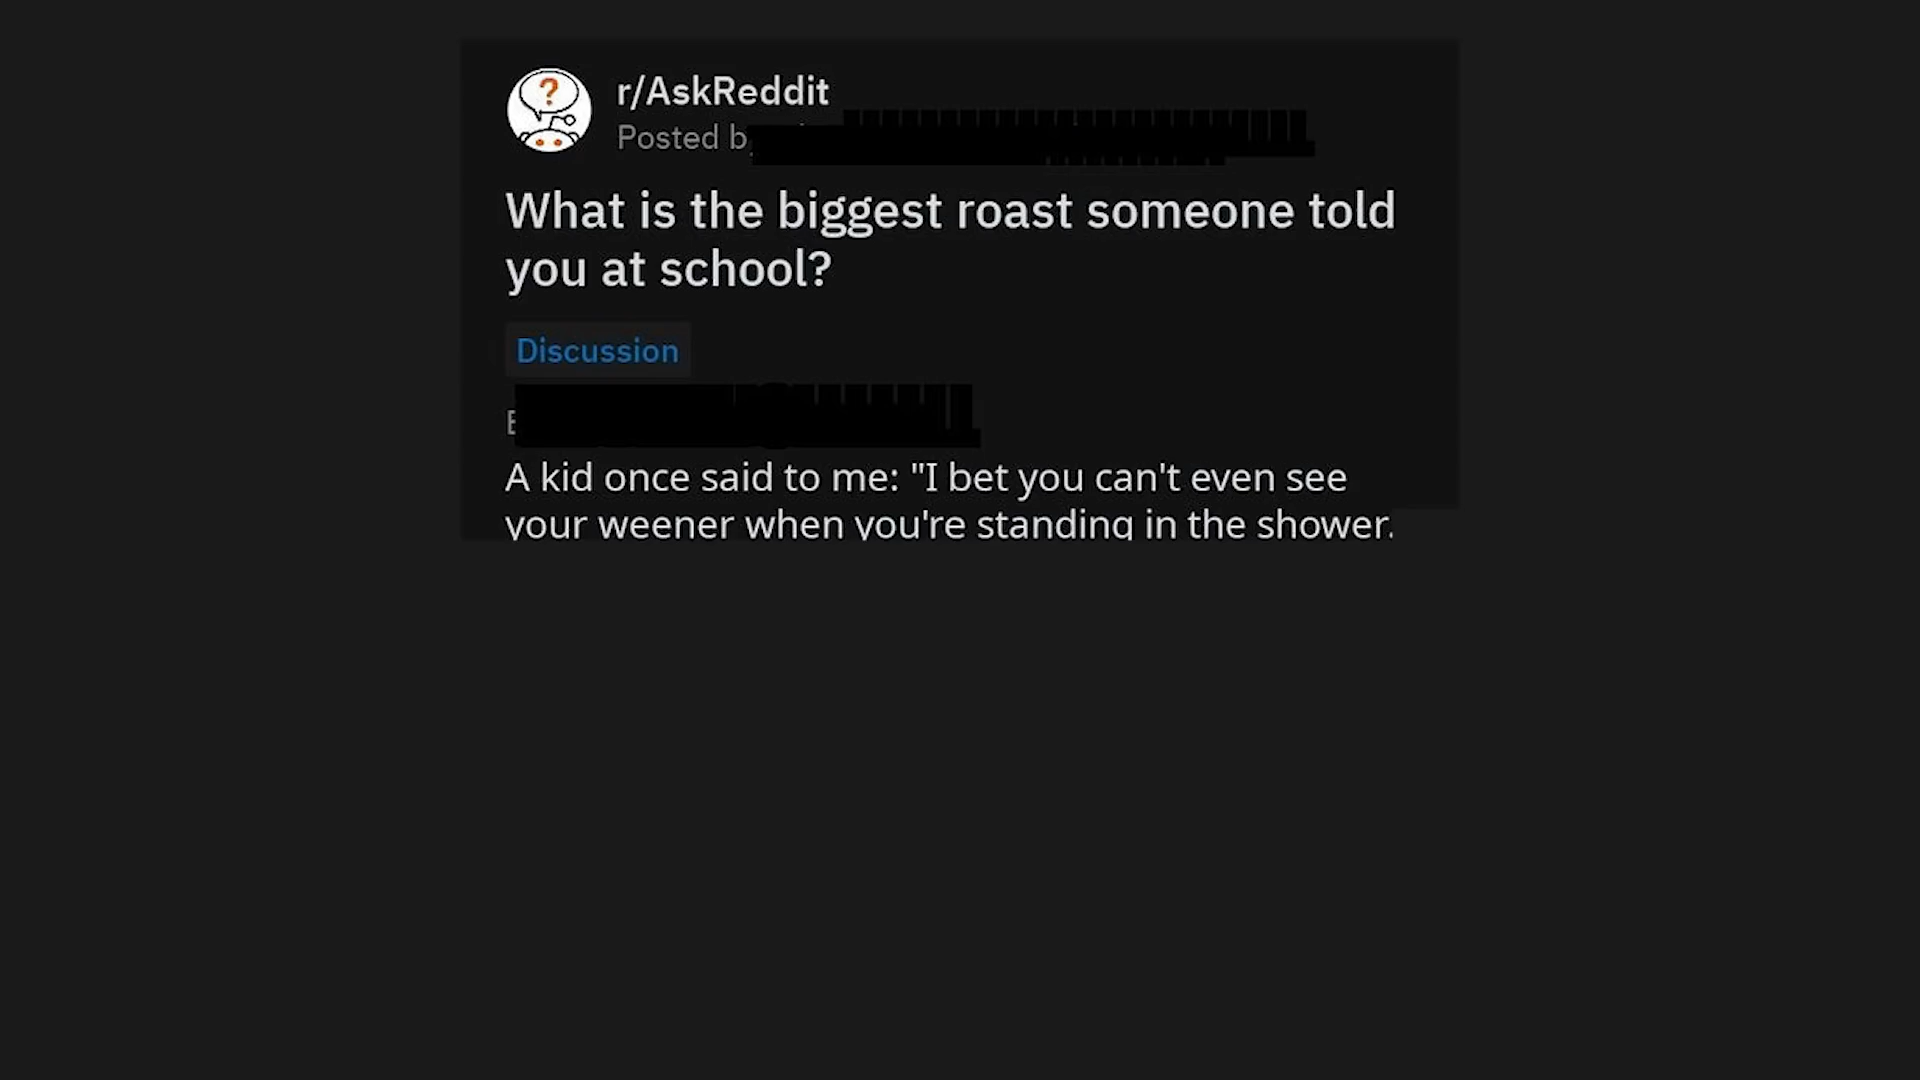 r/AskReddit
Posted b
What is the biggest roast someone told
you at school?
Discussion
A kid once said to me: "I bet you can't even see
your weener when you're standing in the shower.